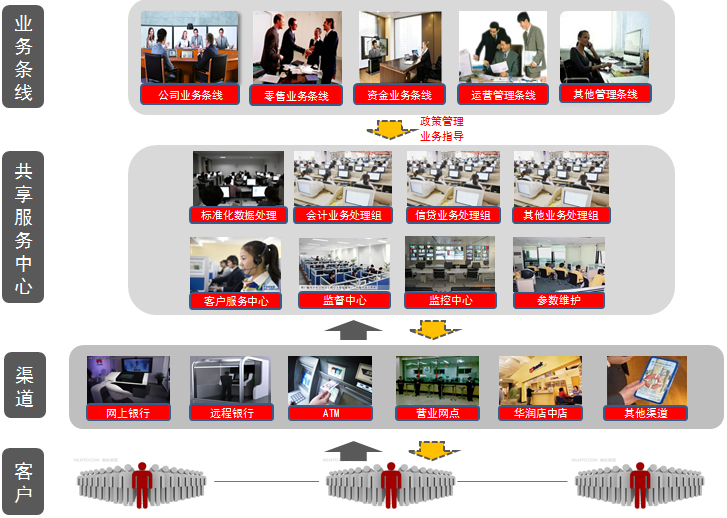 业务条线
公司业务条线
零售业务条线
资金业务条线
运营管理条线
其他管理条线
政策管理
业务指导
共享服务中心
标准化数据处理
会计业务处理组
信贷业务处理组
其他业务处理组
客户服务中心
监督中心
监控中心
参数维护
渠道
网上银行
远程银行
ATM
营业网点
华润店中店
其他渠道
客户